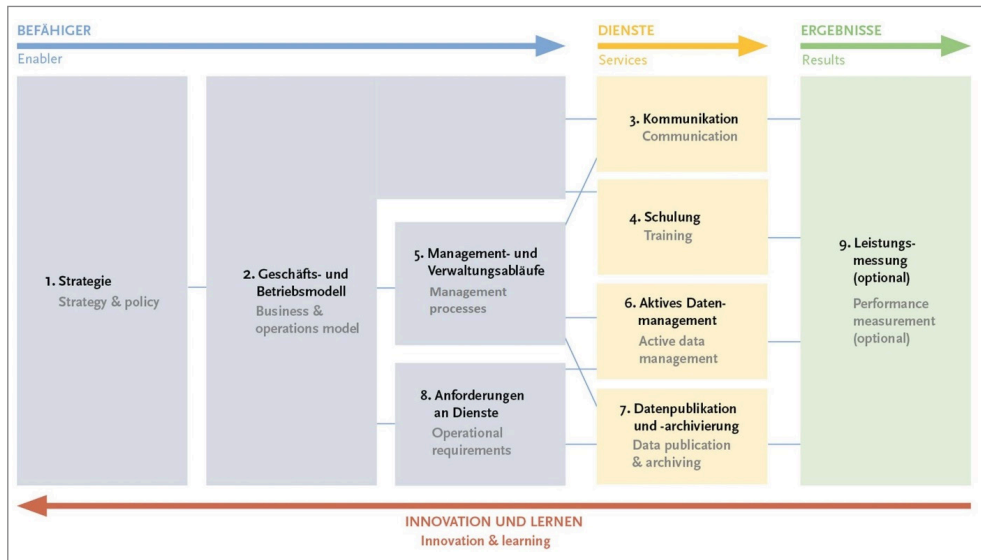 BEFÄHIGER
Enabler
DIENSTE
Services
ERGEBNISSE
Results
1. Strategie
Strategy & policy
2. Geschäfts- und
Betriebsmodell
Business &
operations model
3. Kommunikation
Communication
4. Schulung
Training
5. Management- und
Verwaltungsabläufe
Management
processes
6. Aktives Daten-
management
Active data
management
7. Datenpublikation
und -archivierung
Data publication
& archiving
8. Anforderungen
an Dienste
Operational
requirements
9. Leistungs-
messung
(optional)
Performance
measurement
(optional)
INNOVATION UND LERNEN
Innovation & learning